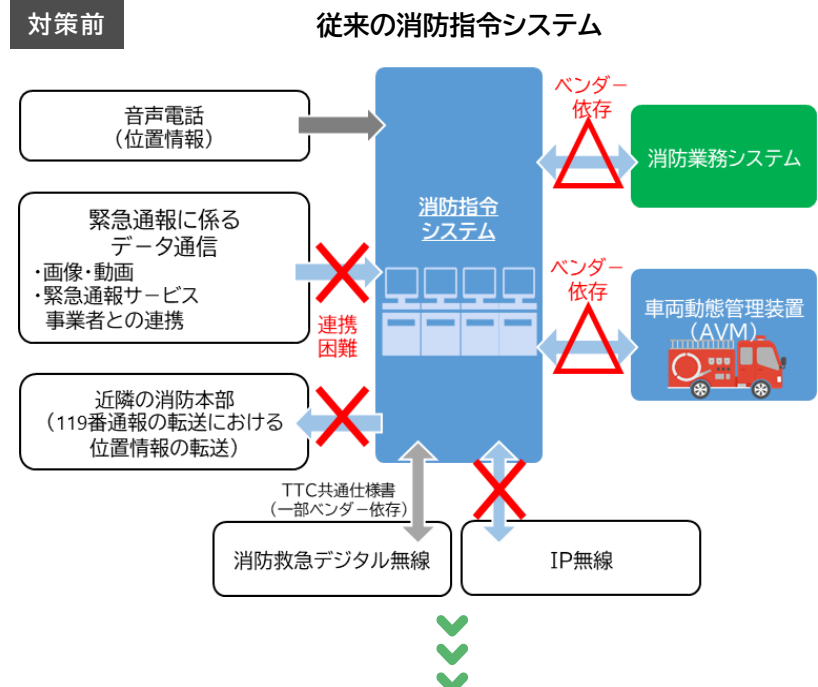 対策前
従来の消防指令システム
音声電話
（位置情報）
緊急通報に係る
データ通信
・画像・動画
・緊急通報サービス
事業者との連携
連携
困難
近隣の消防本部
（119番通報の転送における
位置情報の転送）
消防指令
システム
ベンダー
依存
消防業務システム
ベンダー
依存
車両動態管理装置
（AVM）
TTC共通仕様書
（一部ベンダー依存）
消防救急デジタル無線
IP無線